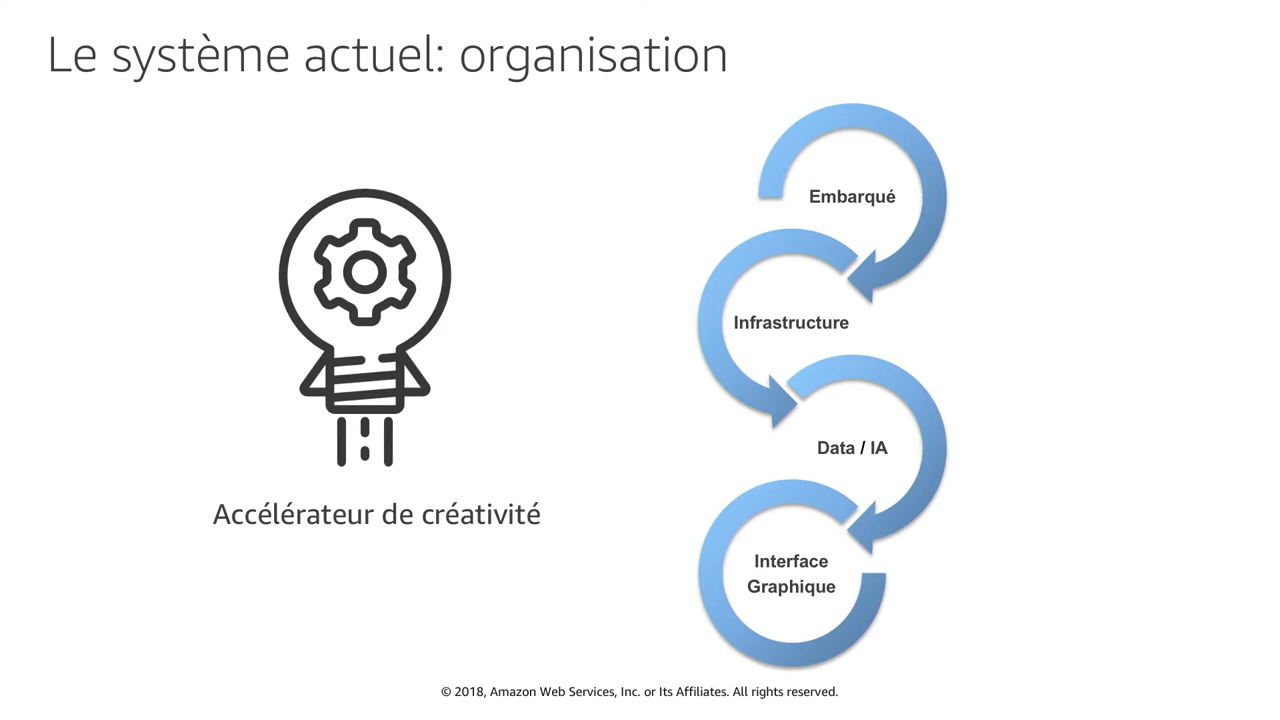 Le système actuel: organisation
Embarqué
Infrastructure
Data / IA
Interface
Graphique
Accélérateur de créativité
© 2018, Amazon Web Services, Inc. or Its Affiliates. All rights reserved.